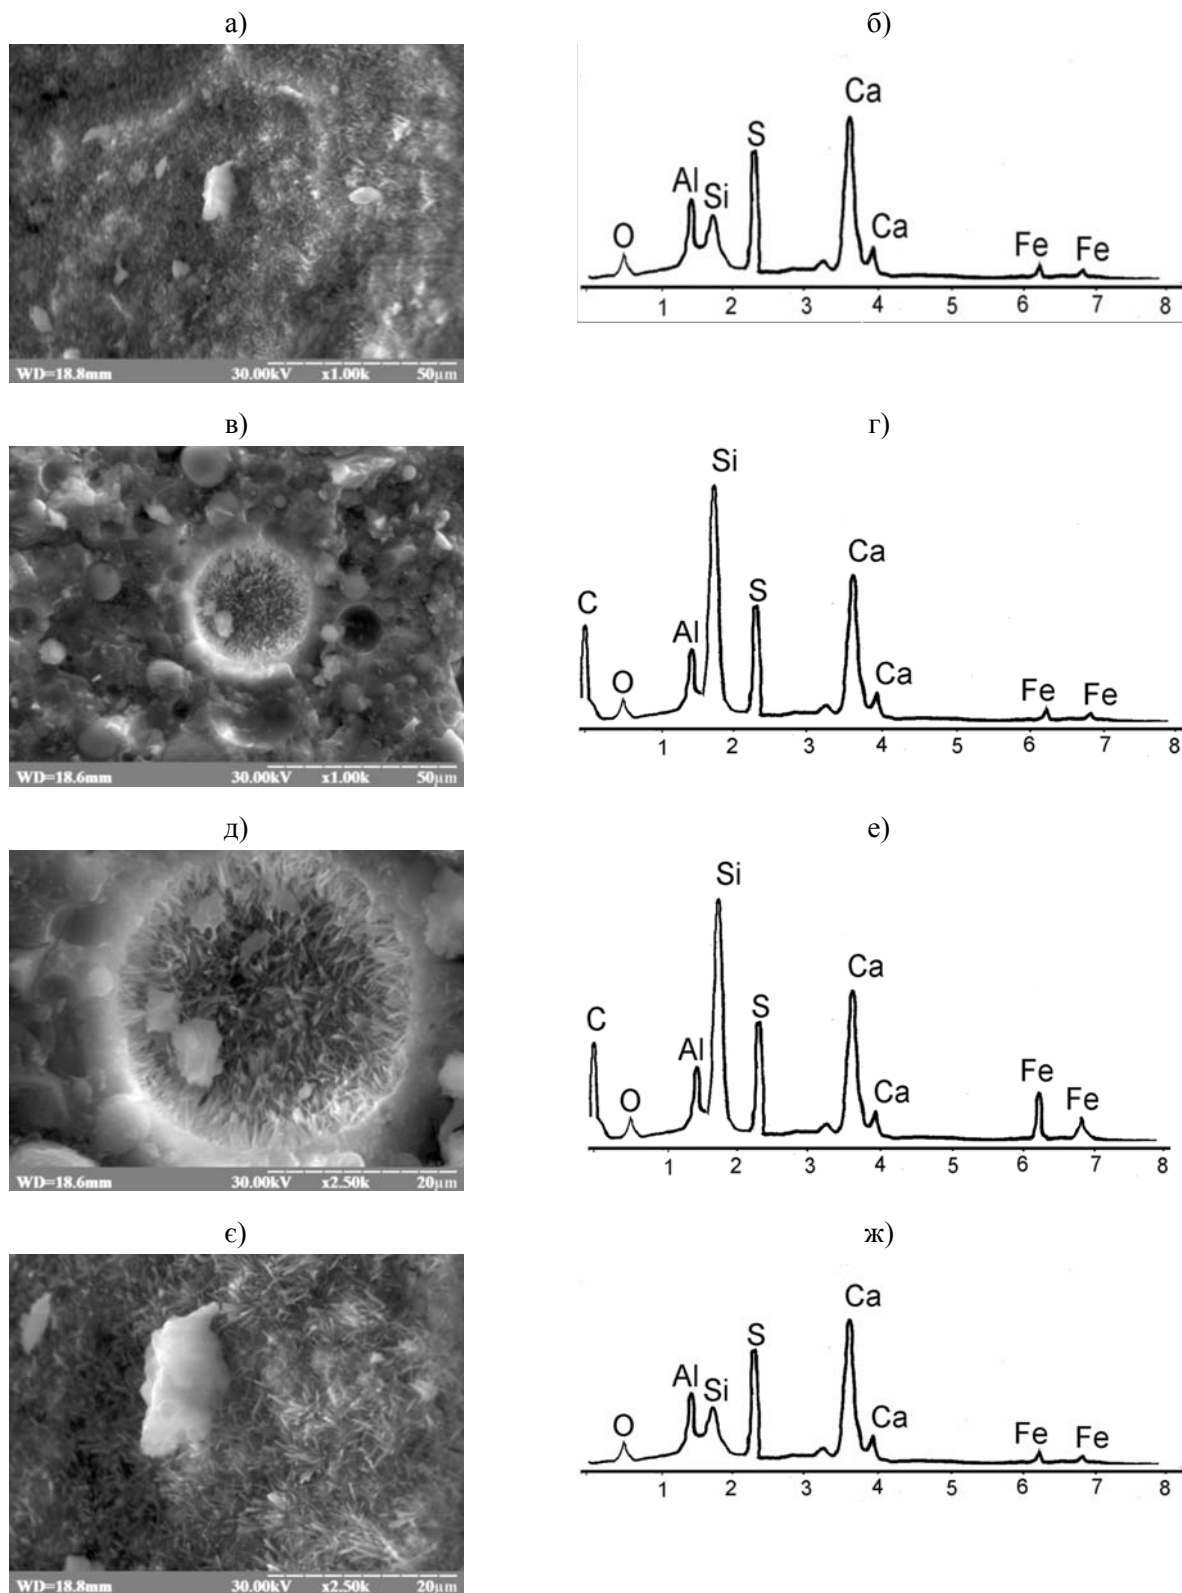 а)
б)
WD=18.8mm 30.00kV x1.00k 50µm
Ca
S
Al
Si
Ca
O
Fe
Fe
1 2 3 4 5 6 7 8
в)
г)
WD=18.6mm 30.00kV x1.00k 50µm
Si
Ca
C
S
Al
O
Ca
Fe
Fe
1 2 3 4 5 6 7 8
д)
е)
WD=18.6mm 30.00kV x2.50k 20µm
Si
Ca
C
S
Al
Fe
O
Ca
Fe
1 2 3 4 5 6 7 8
є)
ж)
WD=18.8mm 30.00kV x2.50k 20µm
Ca
S
Al
Si
Ca
O
Fe
Fe
1 2 3 4 5 6 7 8